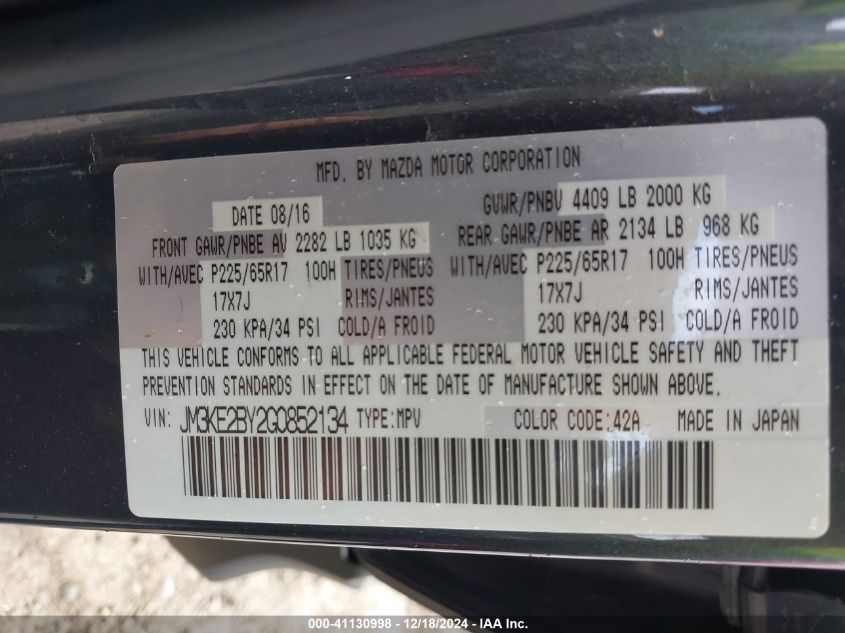 MFD. BY MAZDA MOTOR CORPORATION
DATE 08/16 GVWR/PNBV 4409 LB 2000 KG
FRONT GAWR/PNBE AV 2282 LB 1035 KG REAR GAWR/PNBE AR 2134 LB 968 KG
WITH/AVEC P225/65R17 100H TIRES/PNEUS WITH/AVEC P225/65R17 100H TIRES/PNEUS
17X7J RIMS/JANTES 17X7J RIMS/JANTES
230 KPA/34 PSI COLD/A FROID 230 KPA/34 PSI COLD/A FROID
THIS VEHICLE CONFORMS TO ALL APPLICABLE FEDERAL MOTOR VEHICLE SAFETY AND THEFT
PREVENTION STANDARDS IN EFFECT ON THE DATE OF MANUFACTURE SHOWN ABOVE.
VIN: JM3KE2BY2G0852134 TYPE:MPV COLOR CODE:42A MADE IN JAPAN
000-41130998 - 12/18/2024 - IAA Inc.